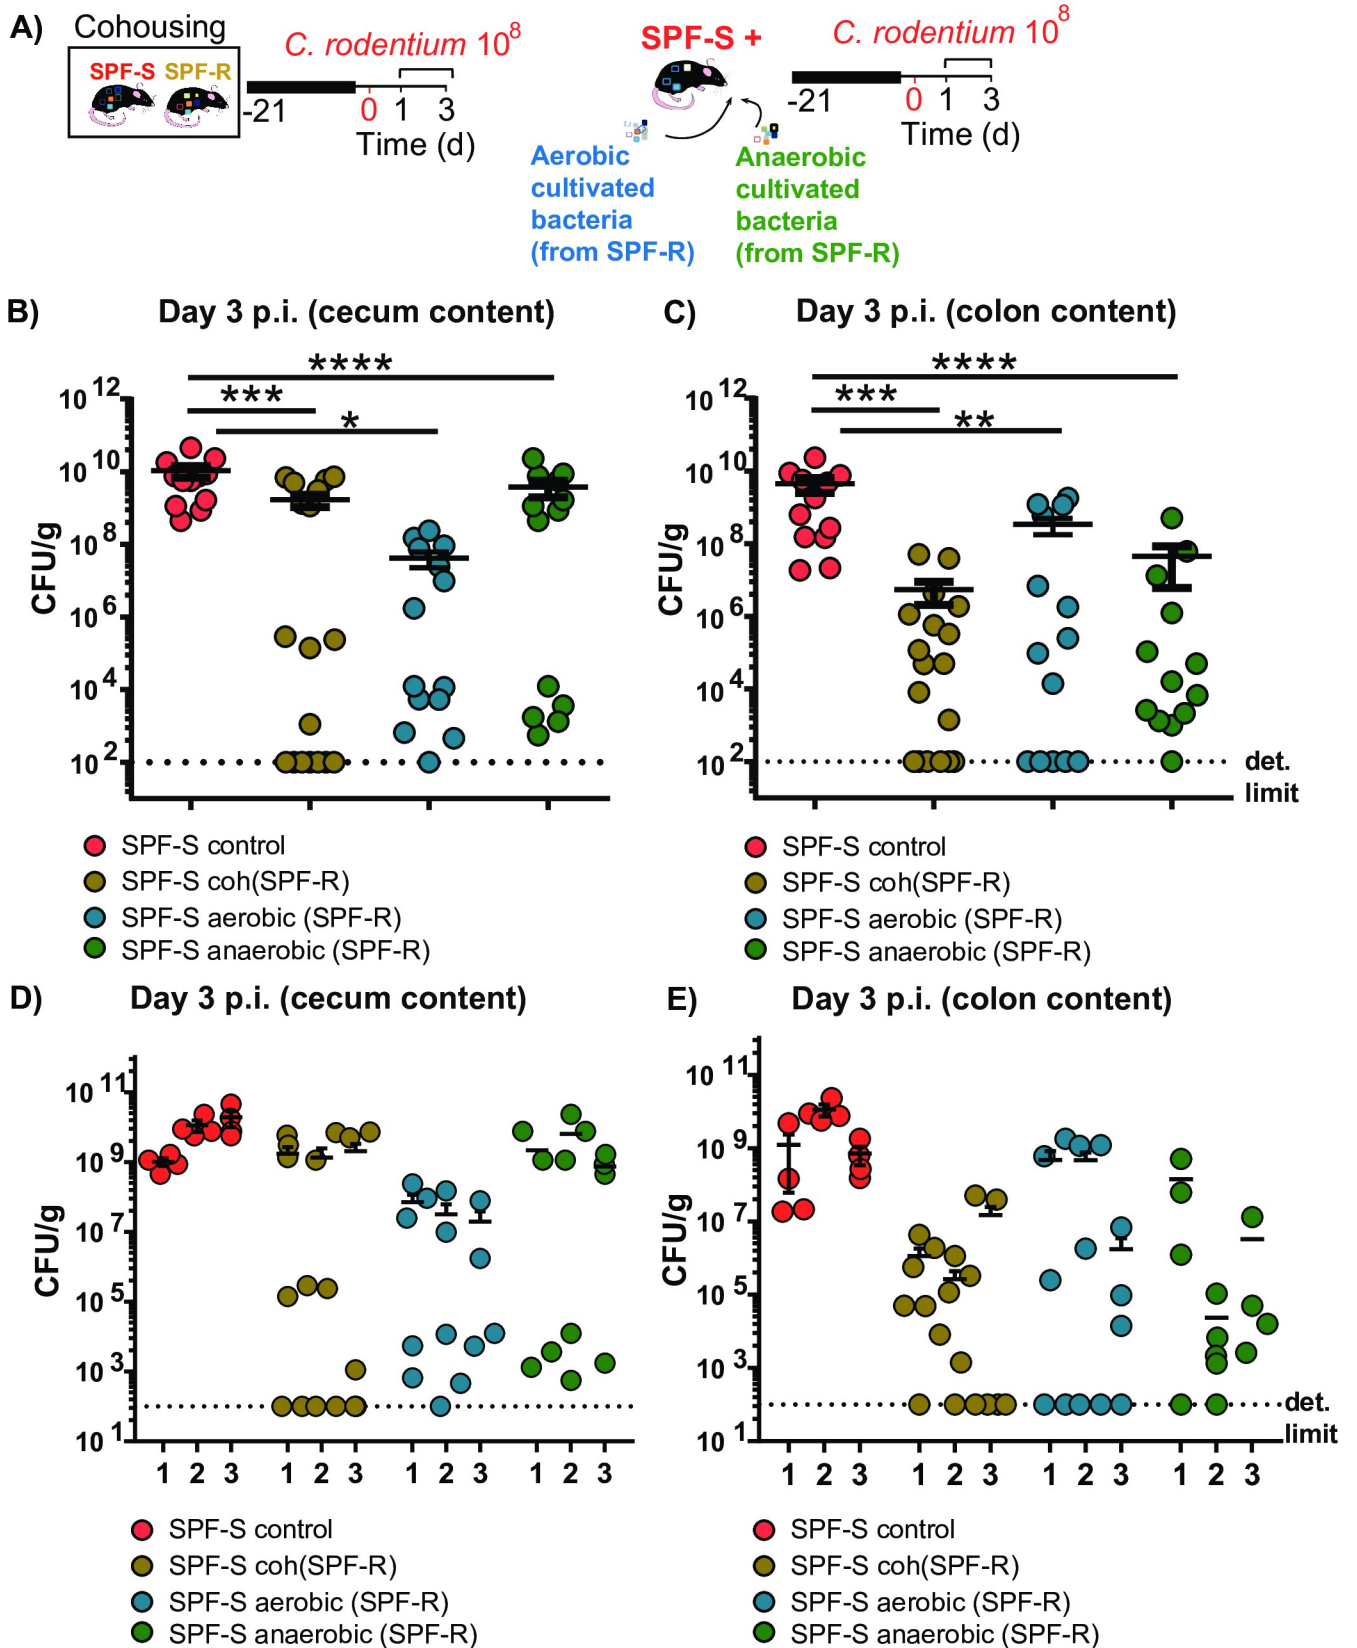 A)
Cohousing
SPF-S SPF-R
C. rodentium 10^8
-21 0 1 3
Time (d)
SPF-S +
C. rodentium 10^8
-21 0 1 3
Time (d)
Aerobic
cultivated
bacteria
(from SPF-R)
Anaerobic
cultivated
bacteria
(from SPF-R)
B) Day 3 p.i. (cecum content)
****
***
*
10^12
10^10
10^8
10^6
10^4
10^2
CFU/g
SPF-S control
SPF-S coh(SPF-R)
SPF-S aerobic (SPF-R)
SPF-S anaerobic (SPF-R)
C) Day 3 p.i. (colon content)
****
***
**
10^12
10^10
10^8
10^6
10^4
10^2
CFU/g
det.
limit
SPF-S control
SPF-S coh(SPF-R)
SPF-S aerobic (SPF-R)
SPF-S anaerobic (SPF-R)
D) Day 3 p.i. (cecum content)
10^11
10^9
10^7
10^5
10^3
10^1
CFU/g
1 2 3 1 2 3 1 2 3 1 2 3
SPF-S control
SPF-S coh(SPF-R)
SPF-S aerobic (SPF-R)
SPF-S anaerobic (SPF-R)
E) Day 3 p.i. (colon content)
10^11
10^9
10^7
10^5
10^3
10^1
CFU/g
det.
limit
1 2 3 1 2 3 1 2 3 1 2 3
SPF-S control
SPF-S coh(SPF-R)
SPF-S aerobic (SPF-R)
SPF-S anaerobic (SPF-R)